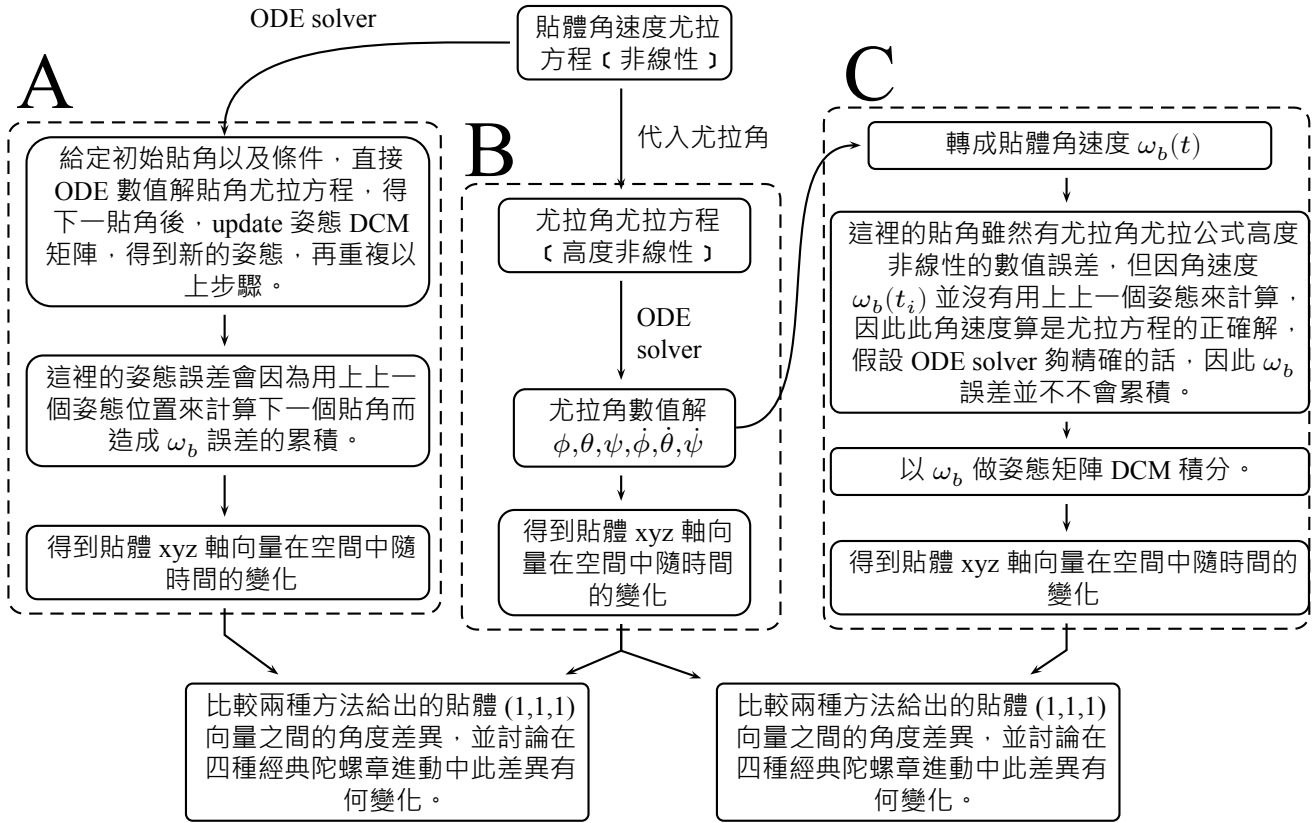 ODE solver
貼體角速度尤拉
方程﹝非線性﹞
A
給定初始貼角以及條件，直接
ODE 數值解貼角尤拉方程，得
下一貼角後，update 姿態 DCM
矩陣，得到新的姿態，再重複以
上步驟。
這裡的姿態誤差會因為用上上一
個姿態位置來計算下一個貼角而
造成 ω_b 誤差的累積。
得到貼體 xyz 軸向量在空間中隨
時間的變化
代入尤拉角
B
尤拉角尤拉方程
﹝高度非線性﹞
ODE
solver
尤拉角數值解
ϕ,θ,ψ,ϕ̇,θ̇,ψ̇
得到貼體 xyz 軸向
量在空間中隨時間
的變化
C
轉成貼體角速度 ω_b(t)
這裡的貼角雖然有尤拉角尤拉公式高度
非線性的數值誤差，但因角速度
ω_b(t_i) 並沒有用上上一個姿態來計算，
因此此角速度算是尤拉方程的正確解，
假設 ODE solver 夠精確的話，因此 ω_b
誤差並不不會累積。
以 ω_b 做姿態矩陣 DCM 積分。
得到貼體 xyz 軸向量在空間中隨時間的
變化
比較兩種方法給出的貼體 (1,1,1)
向量之間的角度差異，並討論在
四種經典陀螺章進動中此差異有
何變化。
比較兩種方法給出的貼體 (1,1,1)
向量之間的角度差異，並討論在
四種經典陀螺章進動中此差異有
何變化。